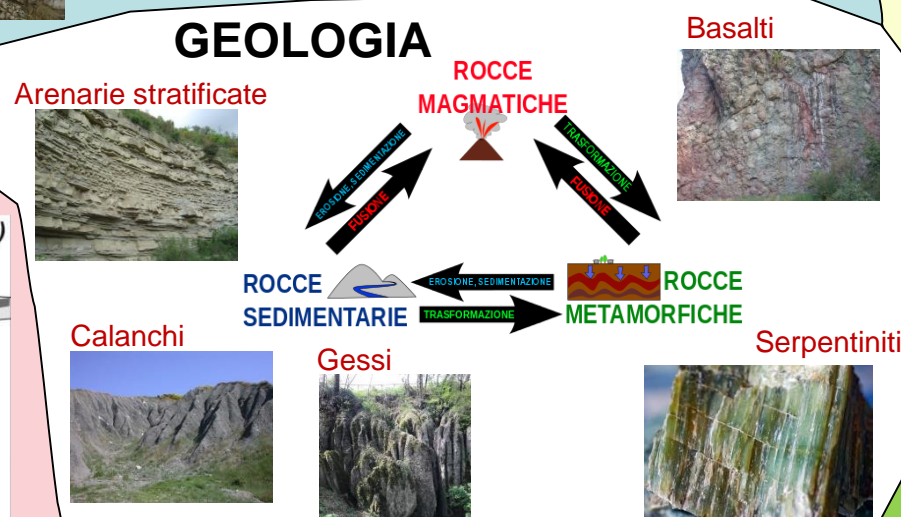 GEOLOGIA
Basalti
Arenarie stratificate
ROCCE
MAGMATICHE
EROSIONE, SEDIMENTAZIONE
FUSIONE
TRASFORMAZIONE
FUSIONE
ROCCE
SEDIMENTARIE
EROSIONE, SEDIMENTAZIONE
TRASFORMAZIONE
ROCCE
METAMORFICHE
Calanchi
Gessi
Serpentiniti